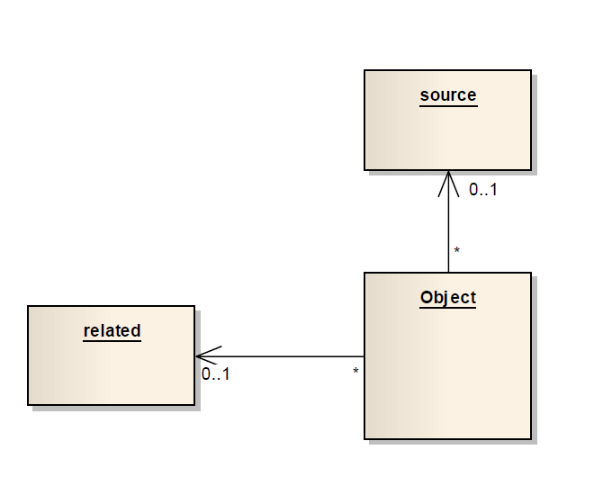 source
0..1
*
Object
related
0..1
*